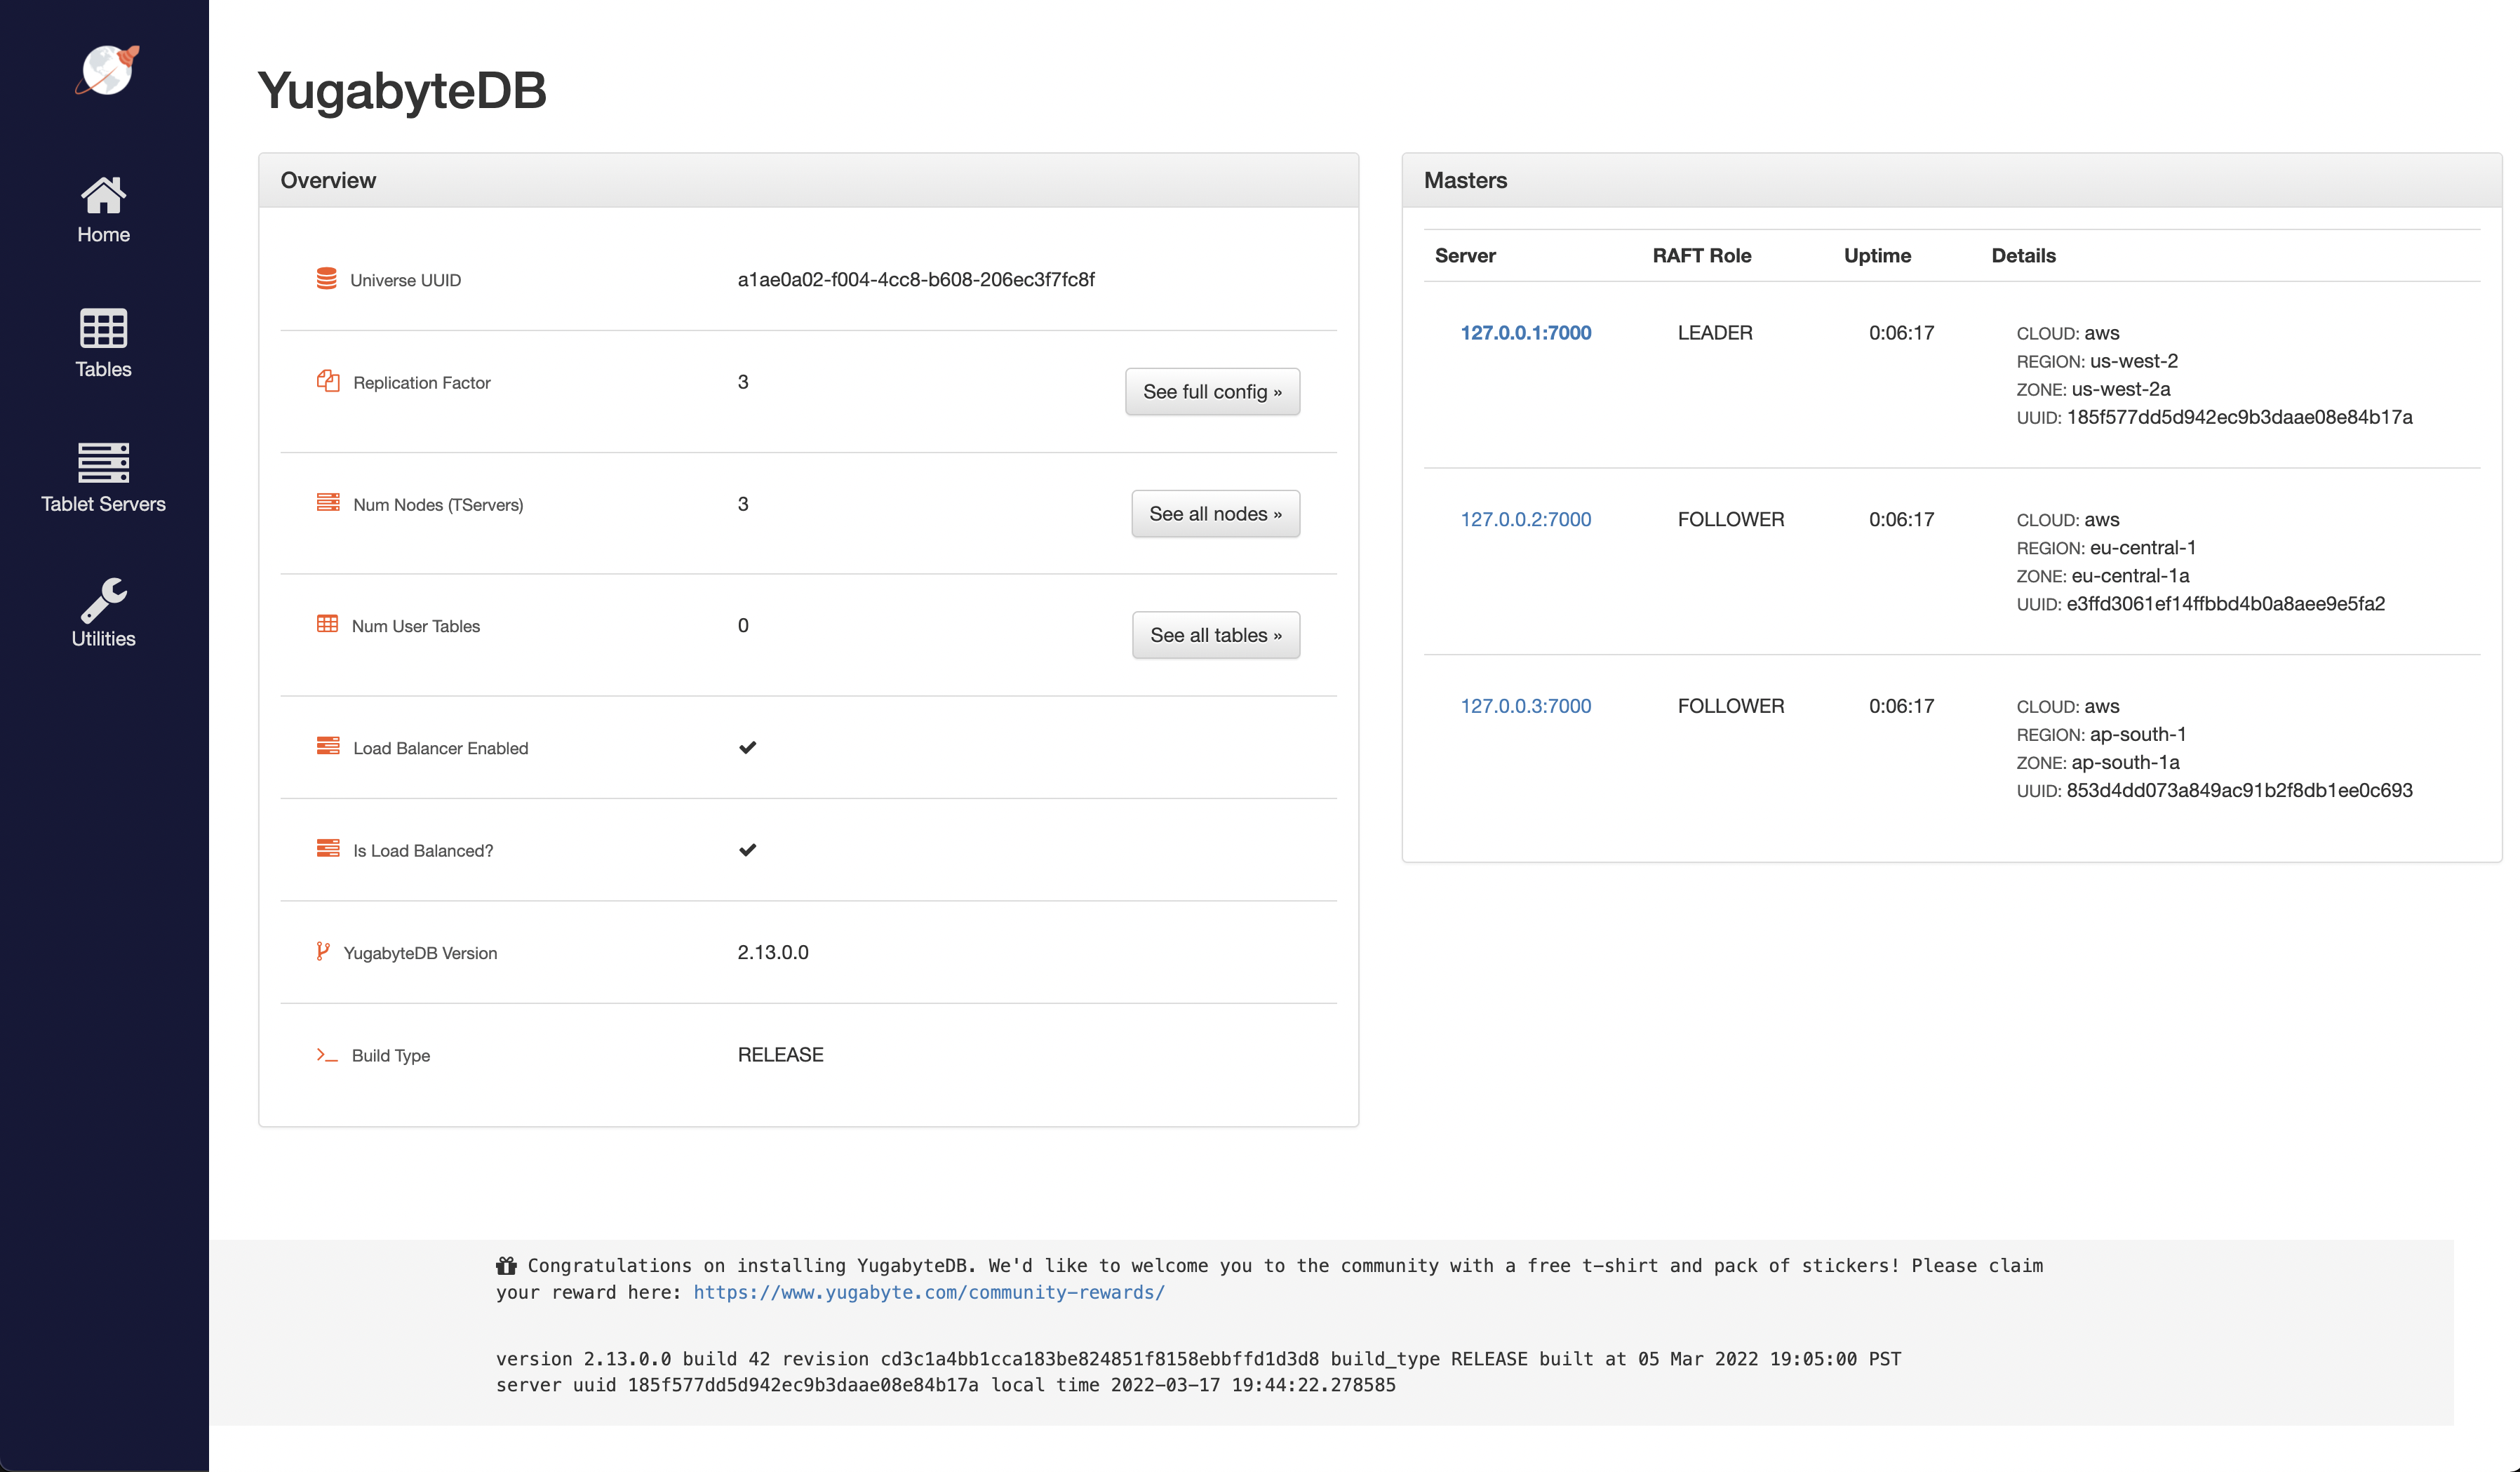 Home
Tables
Tablet Servers
Utilities
YugabyteDB
Overview
Universe UUID a1ae0a02-f004-4cc8-b608-206ec3f7fc8f
Replication Factor 3 See full config »
Num Nodes (TServers) 3 See all nodes »
Num User Tables 0 See all tables »
Load Balancer Enabled
Is Load Balanced?
YugabyteDB Version 2.13.0.0
Build Type RELEASE
Masters
Server RAFT Role Uptime Details
127.0.0.1:7000 LEADER 0:06:17 CLOUD: aws
REGION: us-west-2
ZONE: us-west-2a
UUID: 185f577dd5d942ec9b3daae08e84b17a
127.0.0.2:7000 FOLLOWER 0:06:17 CLOUD: aws
REGION: eu-central-1
ZONE: eu-central-1a
UUID: e3ffd3061ef14ffbbd4b0a8aee9e5fa2
127.0.0.3:7000 FOLLOWER 0:06:17 CLOUD: aws
REGION: ap-south-1
ZONE: ap-south-1a
UUID: 853d4dd073a849ac91b2f8db1ee0c693
Congratulations on installing YugabyteDB. We'd like to welcome you to the community with a free t-shirt and pack of stickers! Please claim
your reward here: https://www.yugabyte.com/community-rewards/
version 2.13.0.0 build 42 revision cd3c1a4bb1cca183be824851f8158ebbffd1d3d8 build_type RELEASE built at 05 Mar 2022 19:05:00 PST
server uuid 185f577dd5d942ec9b3daae08e84b17a local time 2022-03-17 19:44:22.278585